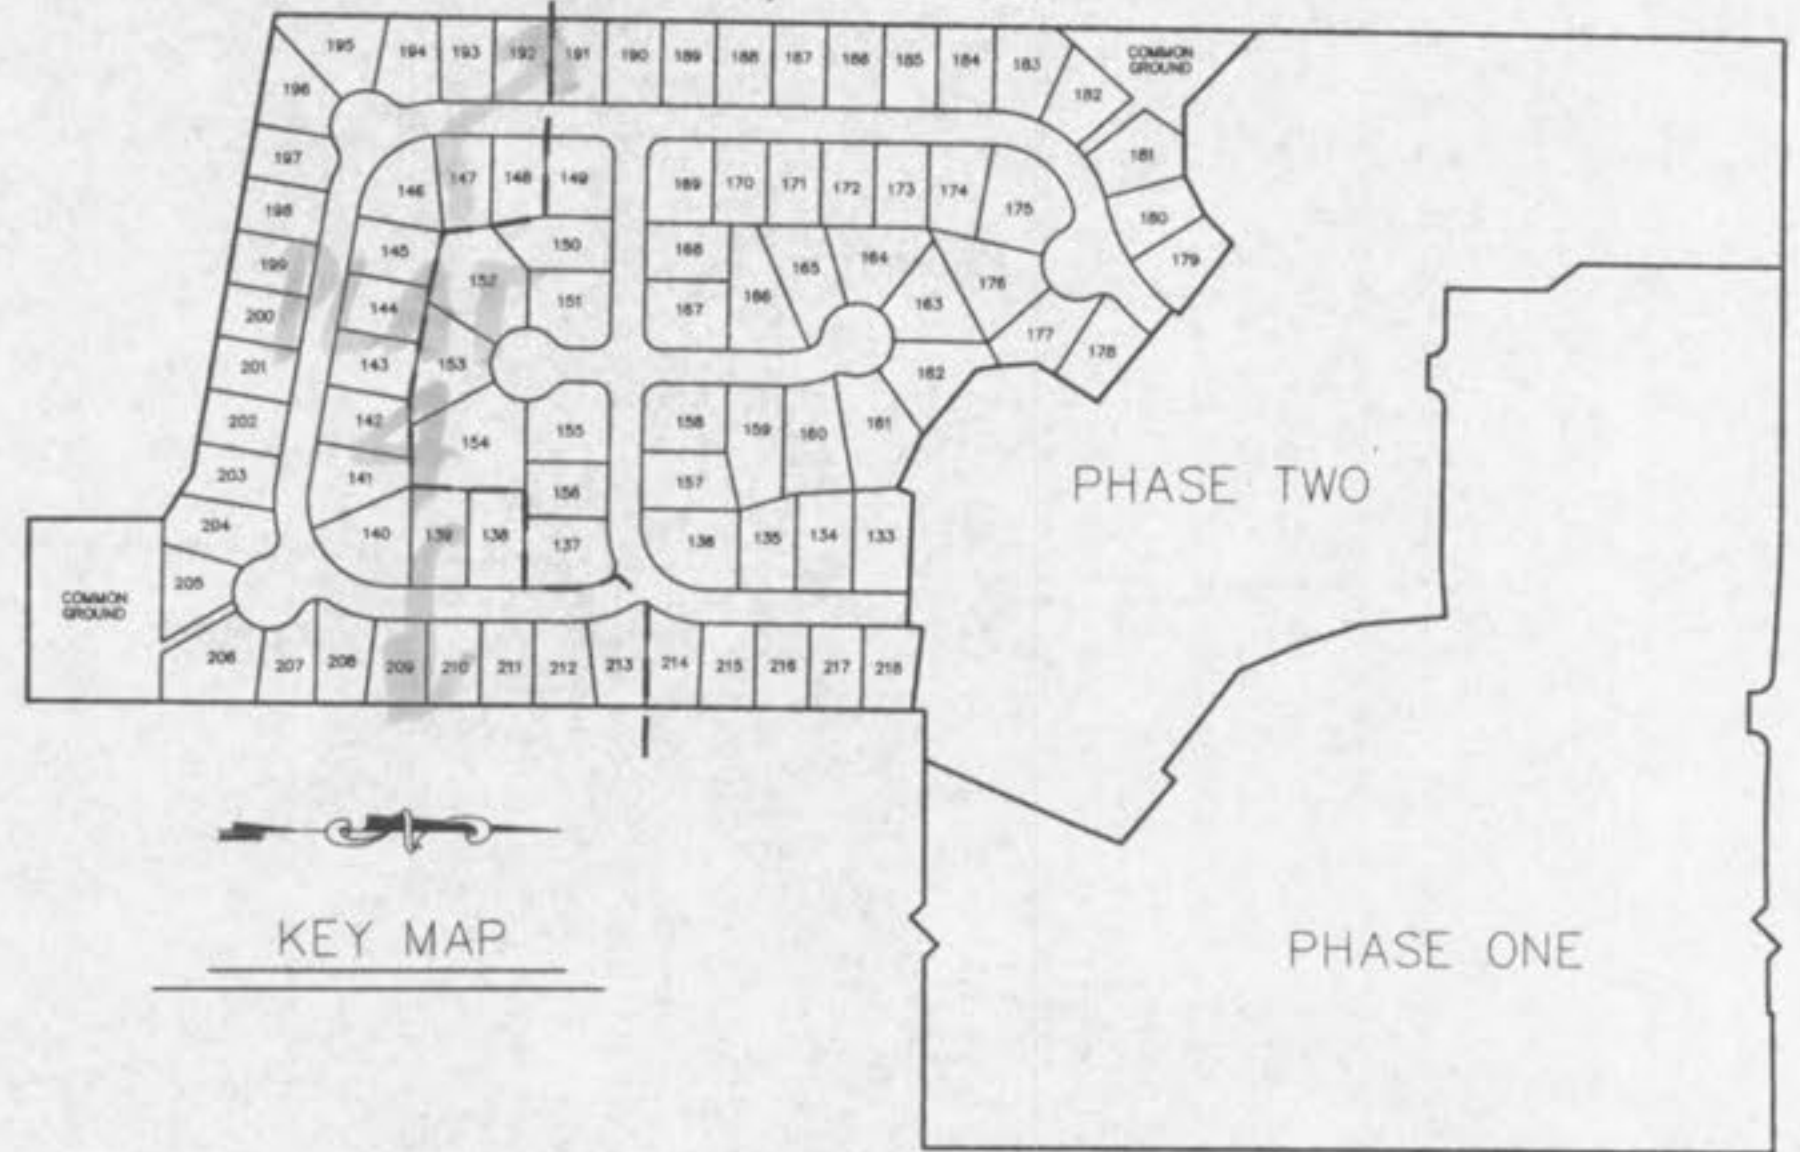 195 194 193 192 191 190 189 188 187 186 185 184 183
COMMON
GROUND
196 182
197 146 147 148 149 169 170 171 172 173 174 175 181
198 180
199 145 152 150 168 166 165 164 176 179
200 144 151 167 163
201 143 153 162 177 178
202 142 154 155 158 159 160 161
203 141 156 157
PHASE TWO
204 140 139 138 137 136 135 134 133
205
COMMON
GROUND
206 207 208 209 210 211 212 213 214 215 216 217 218
KEY MAP
PHASE ONE